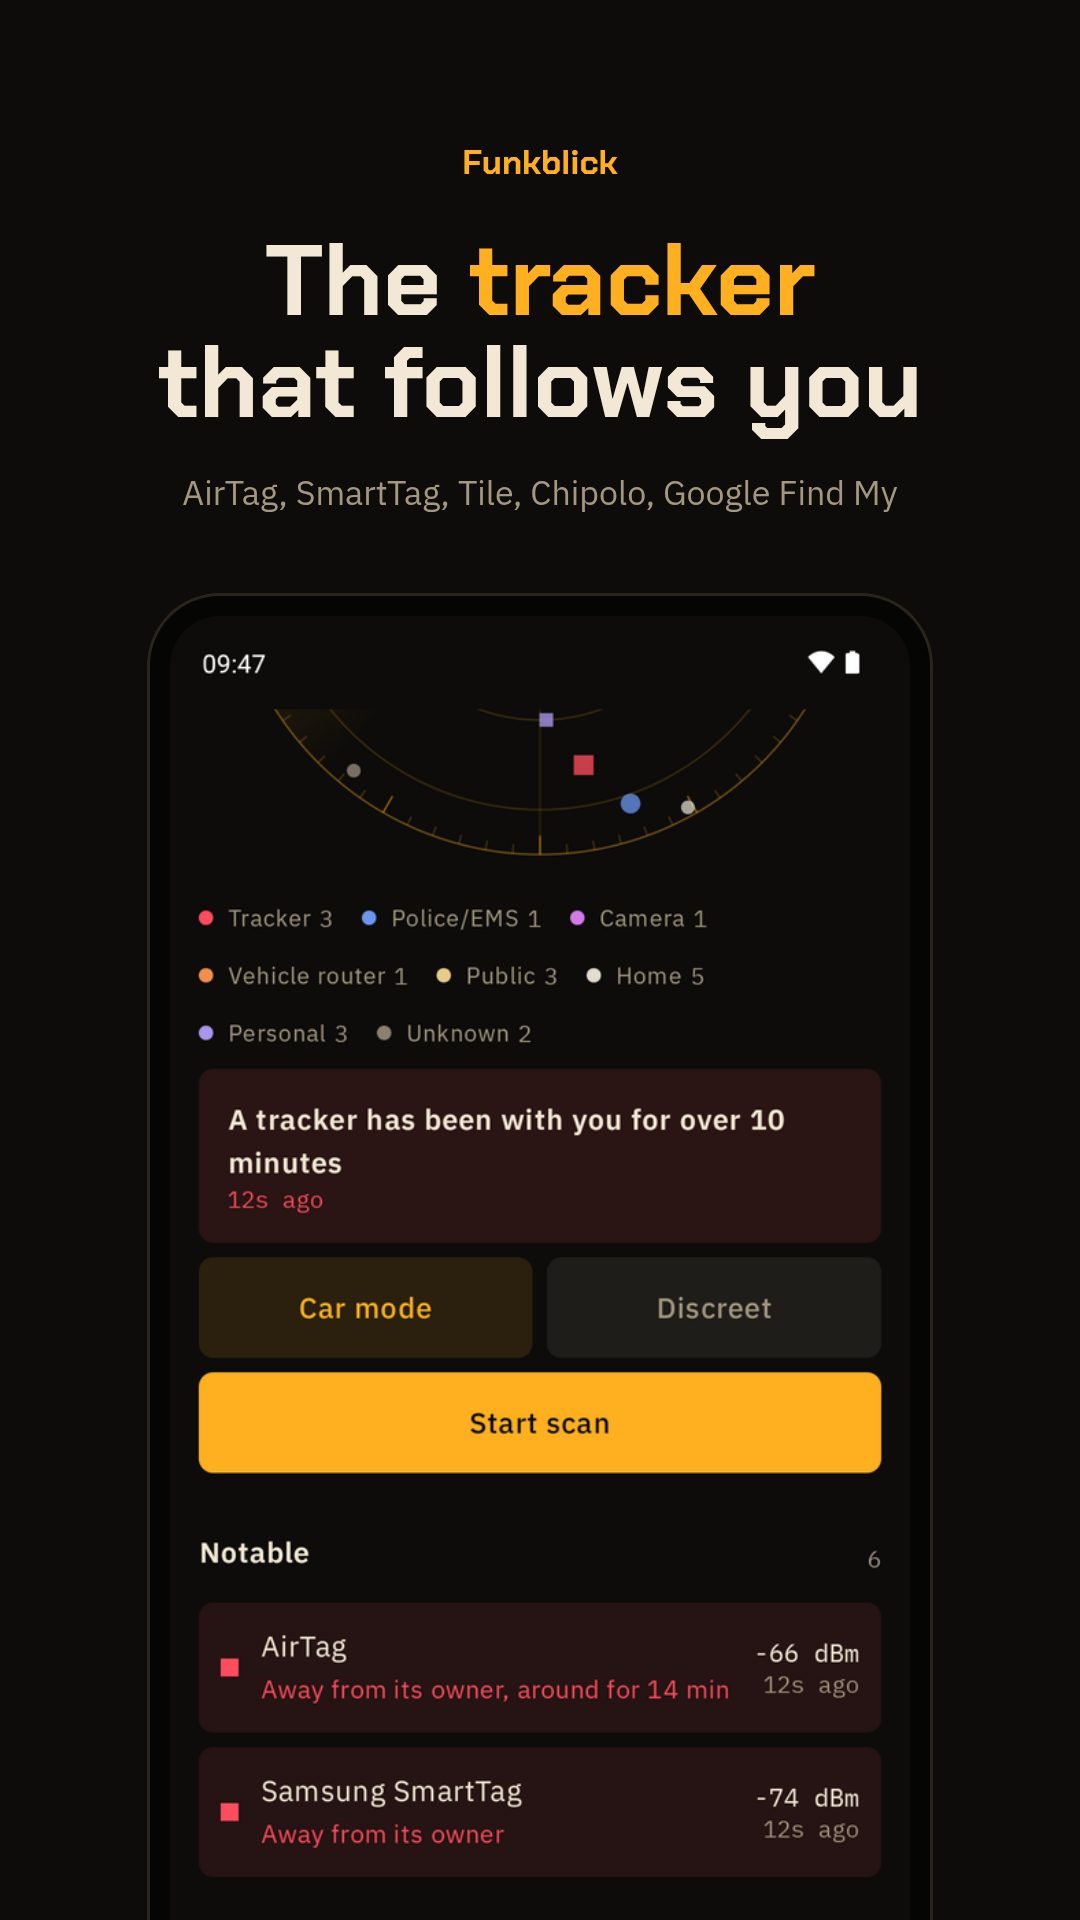 Funkblick
The tracker
that follows you
AirTag, SmartTag, Tile, Chipolo, Google Find My
09:47
Tracker 3 Police/EMS 1 Camera 1
Vehicle router 1 Public 3 Home 5
Personal 3 Unknown 2
A tracker has been with you for over 10
minutes
12s ago
Car mode Discreet
Start scan
Notable 6
AirTag -66 dBm
Away from its owner, around for 14 min 12s ago
Samsung SmartTag -74 dBm
Away from its owner 12s ago